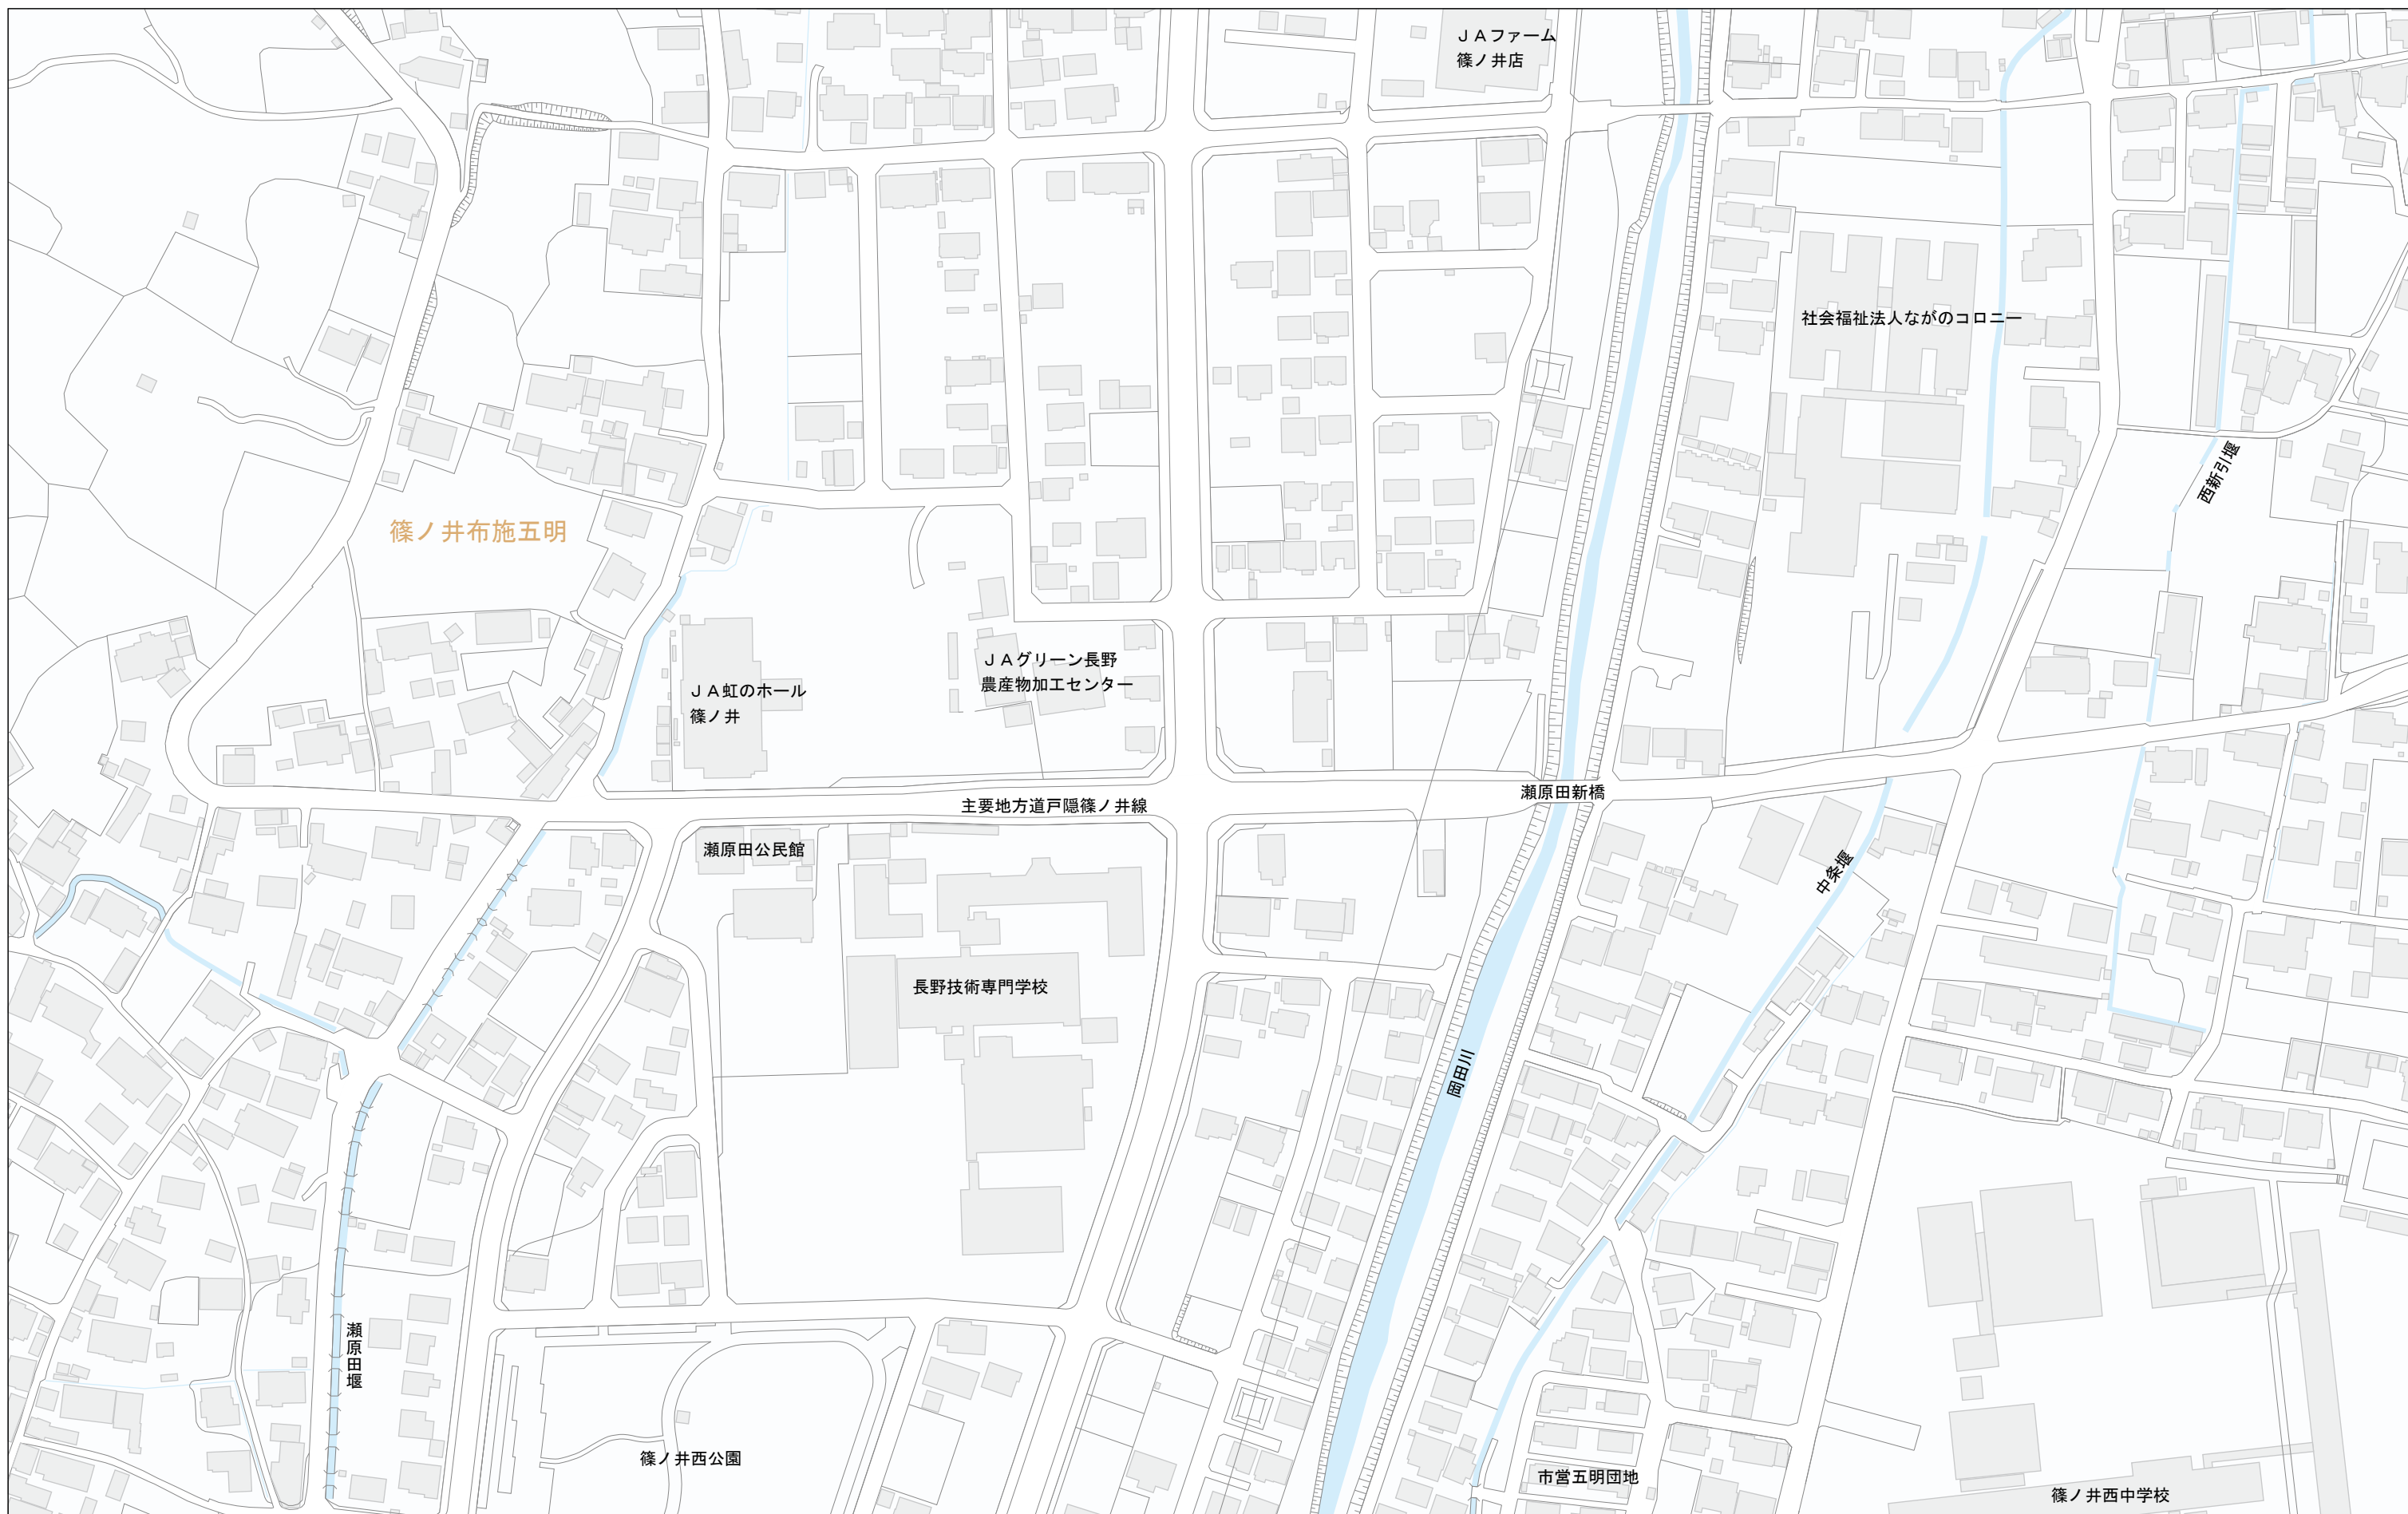 ＪＡファーム
篠ノ井店
社会福祉法人ながのコロニー
西新引堰
篠ノ井布施五明
ＪＡグリーン長野
農産物加工センター
ＪＡ虹のホール
篠ノ井
主要地方道戸隠篠ノ井線
瀬原田新橋
瀬原田公民館
中条堰
長野技術専門学校
岡田川
瀬原田堰
篠ノ井西公園
市営五明団地
篠ノ井西中学校